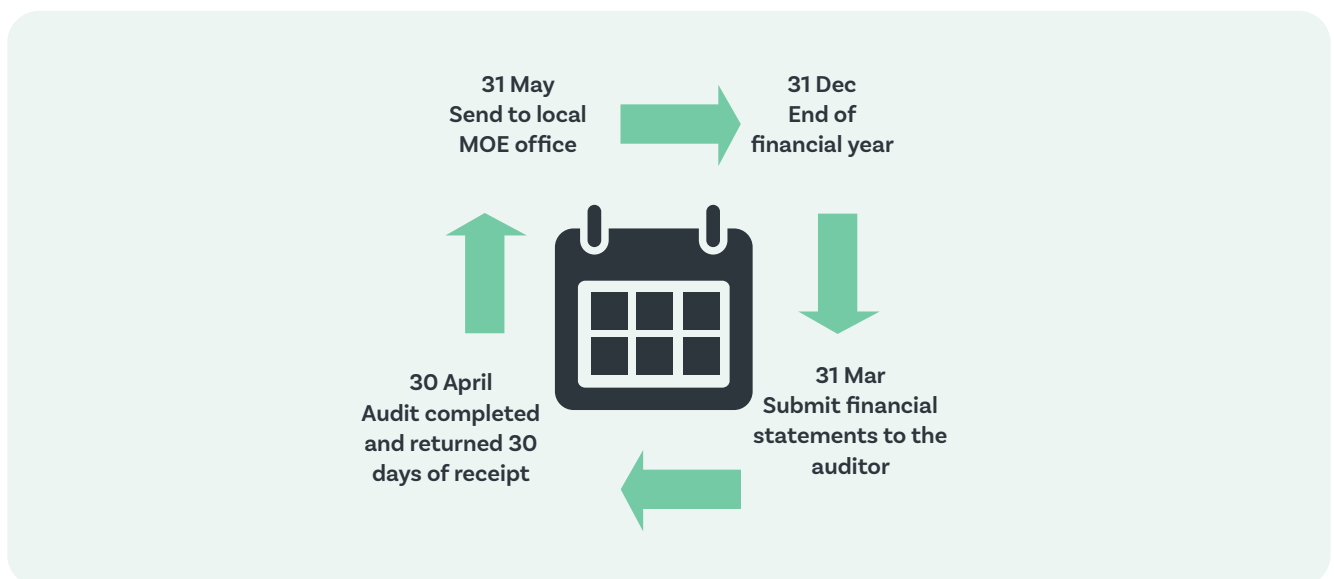 31 May
Send to local
MOE office
31 Dec
End of
financial year
31 Mar
Submit financial
statements to the
auditor
30 April
Audit completed
and returned 30
days of receipt